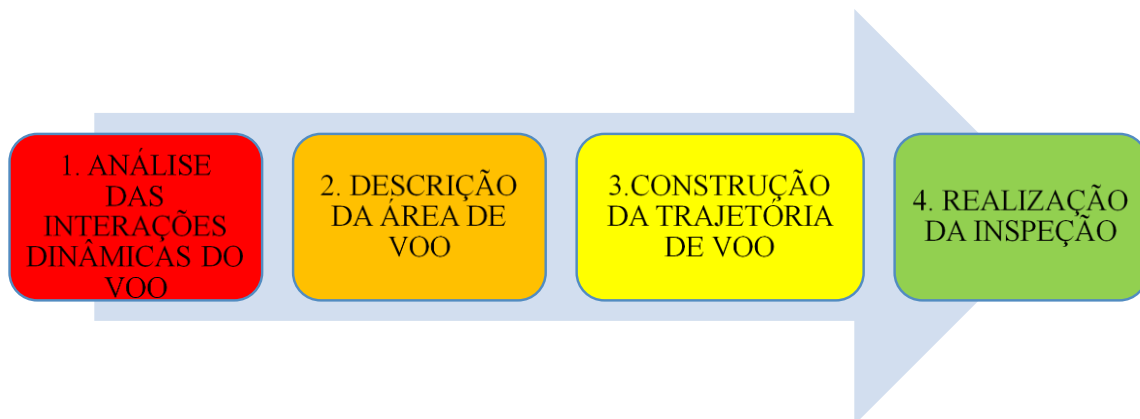 1. ANÁLISE
DAS
INTERAÇÕES
DINÂMICAS DO
VOO
2. DESCRIÇÃO
DA ÁREA DE
VOO
3.CONSTRUÇÃO
DA TRAJETÓRIA
DE VOO
4. REALIZAÇÃO
DA INSPEÇÃO